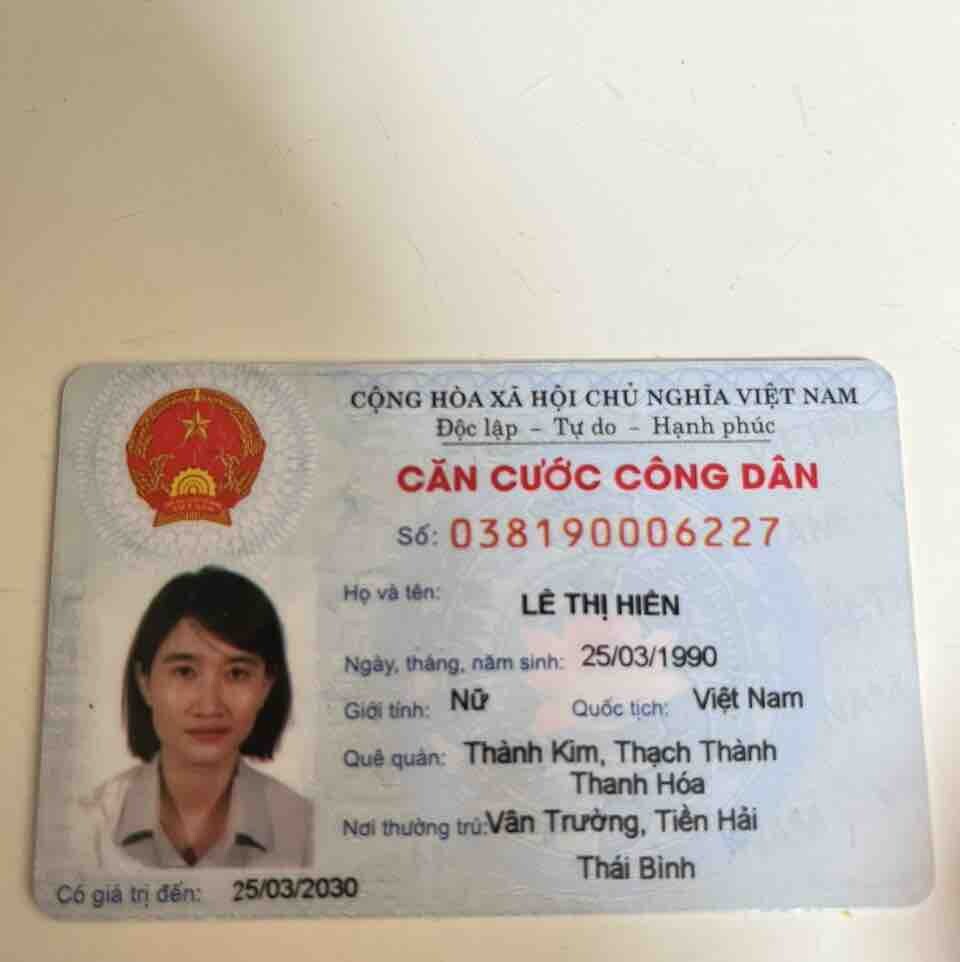 CỘNG HÒA XÃ HỘI CHỦ NGHĨA VIỆT NAM
Độc lập - Tự do - Hạnh phúc
CĂN CƯỚC CÔNG DÂN
Số: 038190006227
Họ và tên: LÊ THỊ HIÊN
Ngày, tháng, năm sinh: 25/03/1990
Giới tính: Nữ Quốc tịch: Việt Nam
Quê quán: Thành Kim, Thạch Thành
Thanh Hóa
Nơi thường trú: Vân Trường, Tiền Hải
Thái Bình
Có giá trị đến: 25/03/2030